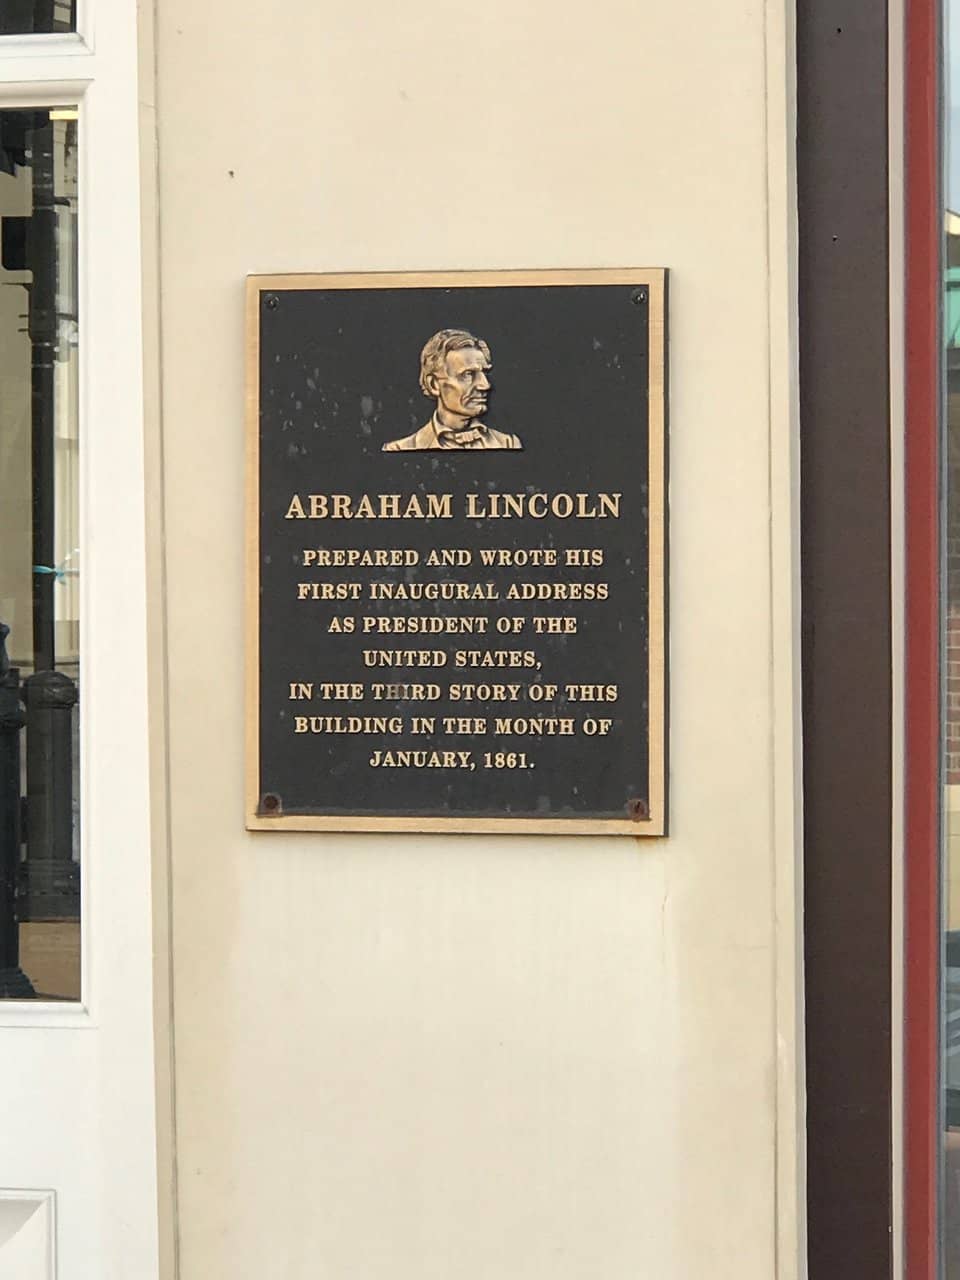 ABRAHAM LINCOLN
PREPARED AND WROTE HIS
FIRST INAUGURAL ADDRESS
AS PRESIDENT OF THE
UNITED STATES,
IN THE THIRD STORY OF THIS
BUILDING IN THE MONTH OF
JANUARY, 1861.